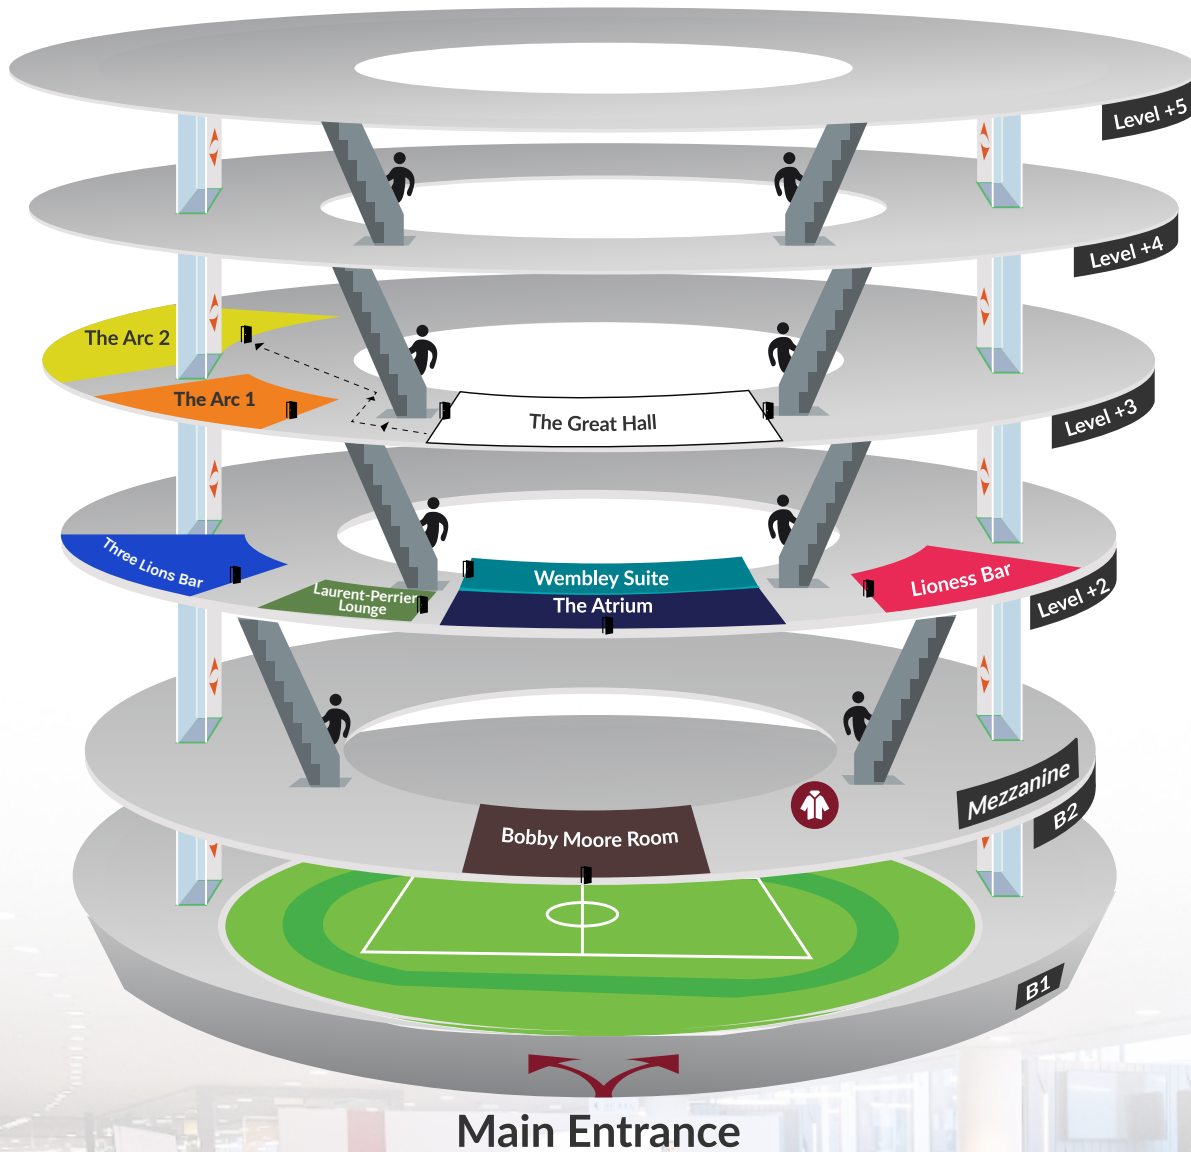 Level +5
Level +4
The Arc 2
The Arc 1
The Great Hall
Level +3
Three Lions Bar
Laurent-Perrier
Lounge
Wembley Suite
The Atrium
Lioness Bar
Level +2
Mezzanine
B2
Bobby Moore Room
B1
Main Entrance